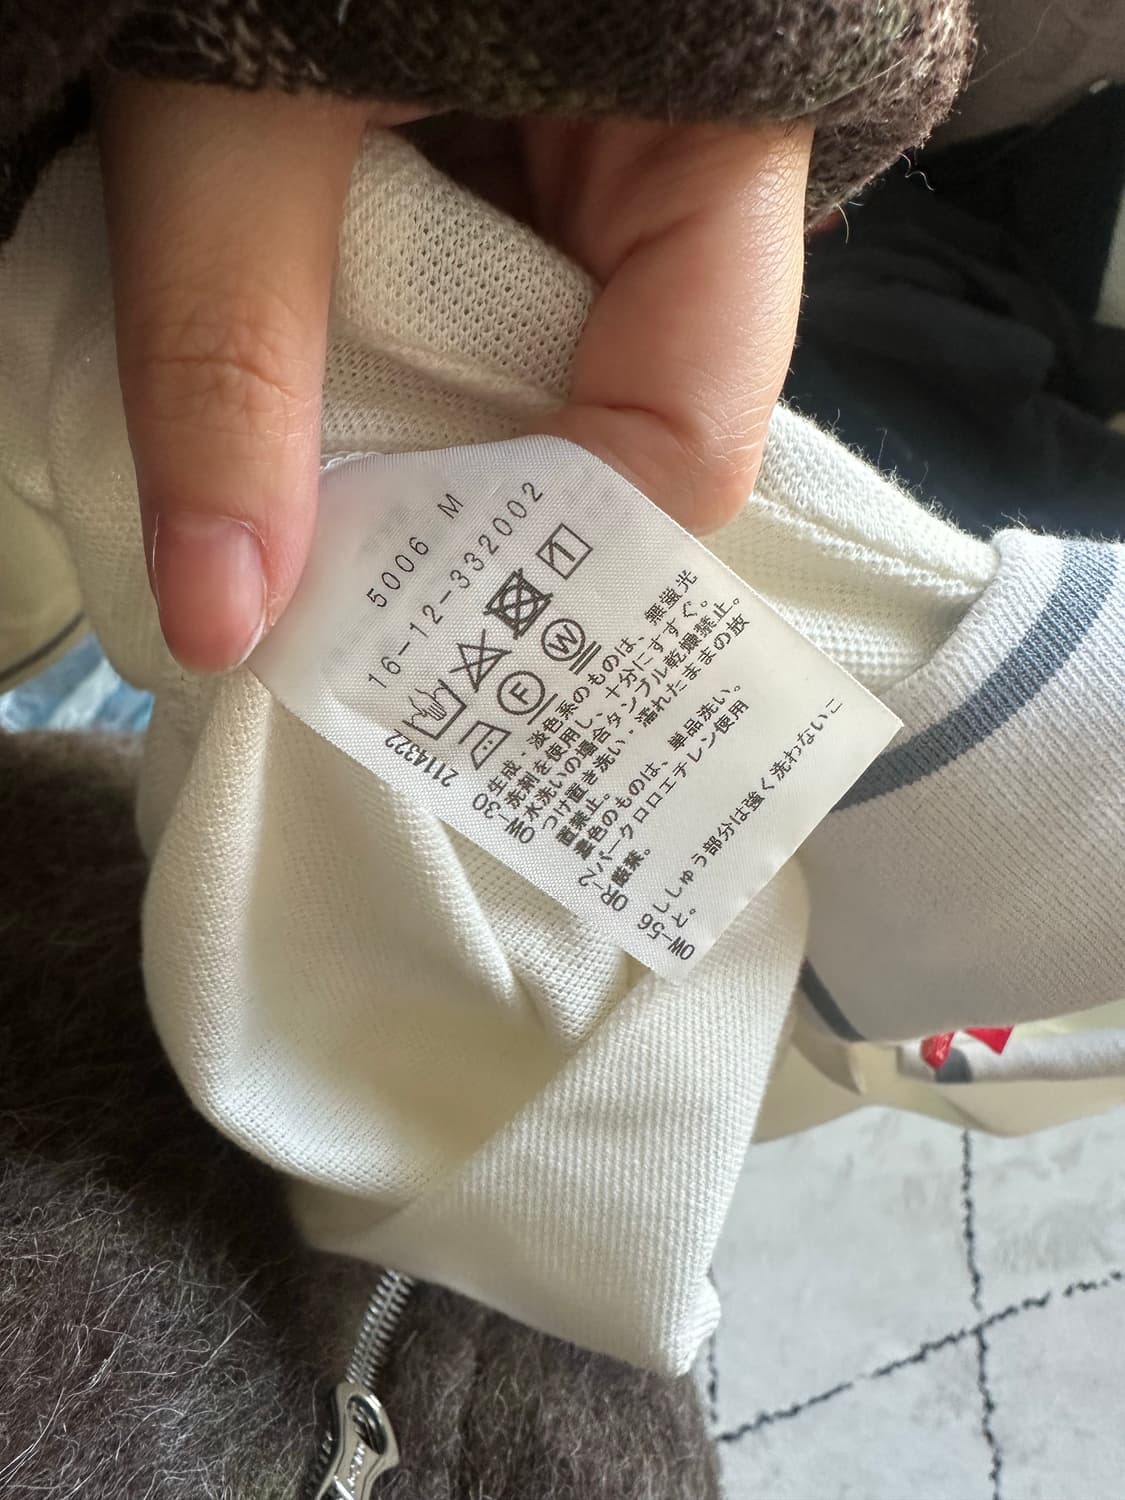 5006 M
16-12-332002
W
F
2114322
OW-30 生成・淡色系のものは、無蛍光
洗剤を使用し、十分にすすぐ。
OW-水洗いの場合タンブル乾燥禁止。
つけ置き洗い・濡れたままの放
置禁止。
濃色のものは、単品洗い。
OR-2 パークロロエチレン使用
厳禁。
OW-56 ししゅう部分は強く洗わないこ
と。